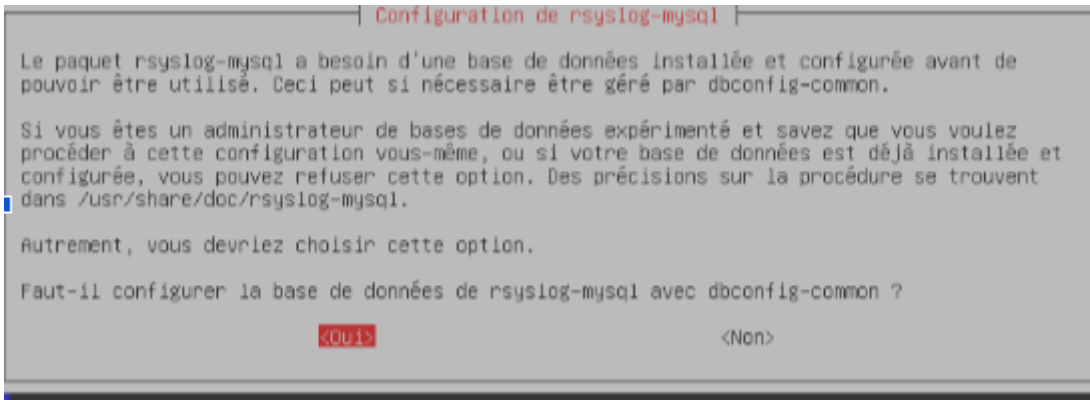 Configuration de rsyslog-mysql
Le paquet rsyslog-mysql a besoin d'une base de données installée et configurée avant de
pouvoir être utilisé. Ceci peut si nécessaire être géré par dbconfig-common.
Si vous êtes un administrateur de bases de données expérimenté et savez que vous voulez
procéder à cette configuration vous-même, ou si votre base de données est déjà installée et
configurée, vous pouvez refuser cette option. Des précisions sur la procédure se trouvent
dans /usr/share/doc/rsyslog-mysql.
Autrement, vous devriez choisir cette option.
Faut-il configurer la base de données de rsyslog-mysql avec dbconfig-common ?
<Oui> <Non>